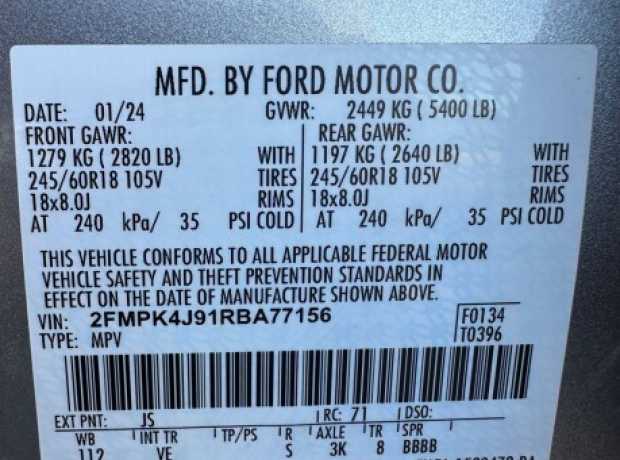 MFD. BY FORD MOTOR CO.
DATE: 01/24 GVWR: 2449 KG ( 5400 LB)
FRONT GAWR: REAR GAWR:
1279 KG ( 2820 LB) WITH 1197 KG ( 2640 LB) WITH
245/60R18 105V TIRES 245/60R18 105V TIRES
18x8.0J RIMS 18x8.0J RIMS
AT 240 kPa/ 35 PSI COLD AT 240 kPa/ 35 PSI COLD
THIS VEHICLE CONFORMS TO ALL APPLICABLE FEDERAL MOTOR
VEHICLE SAFETY AND THEFT PREVENTION STANDARDS IN
EFFECT ON THE DATE OF MANUFACTURE SHOWN ABOVE.
VIN: 2FMPK4J91RBA77156 F0134
TYPE: MPV T0396
EXT PNT: JS RC: 71 DSO:
WB INT TR TP/PS R AXLE TR SPR
112 VE S 3K 8 BBBB